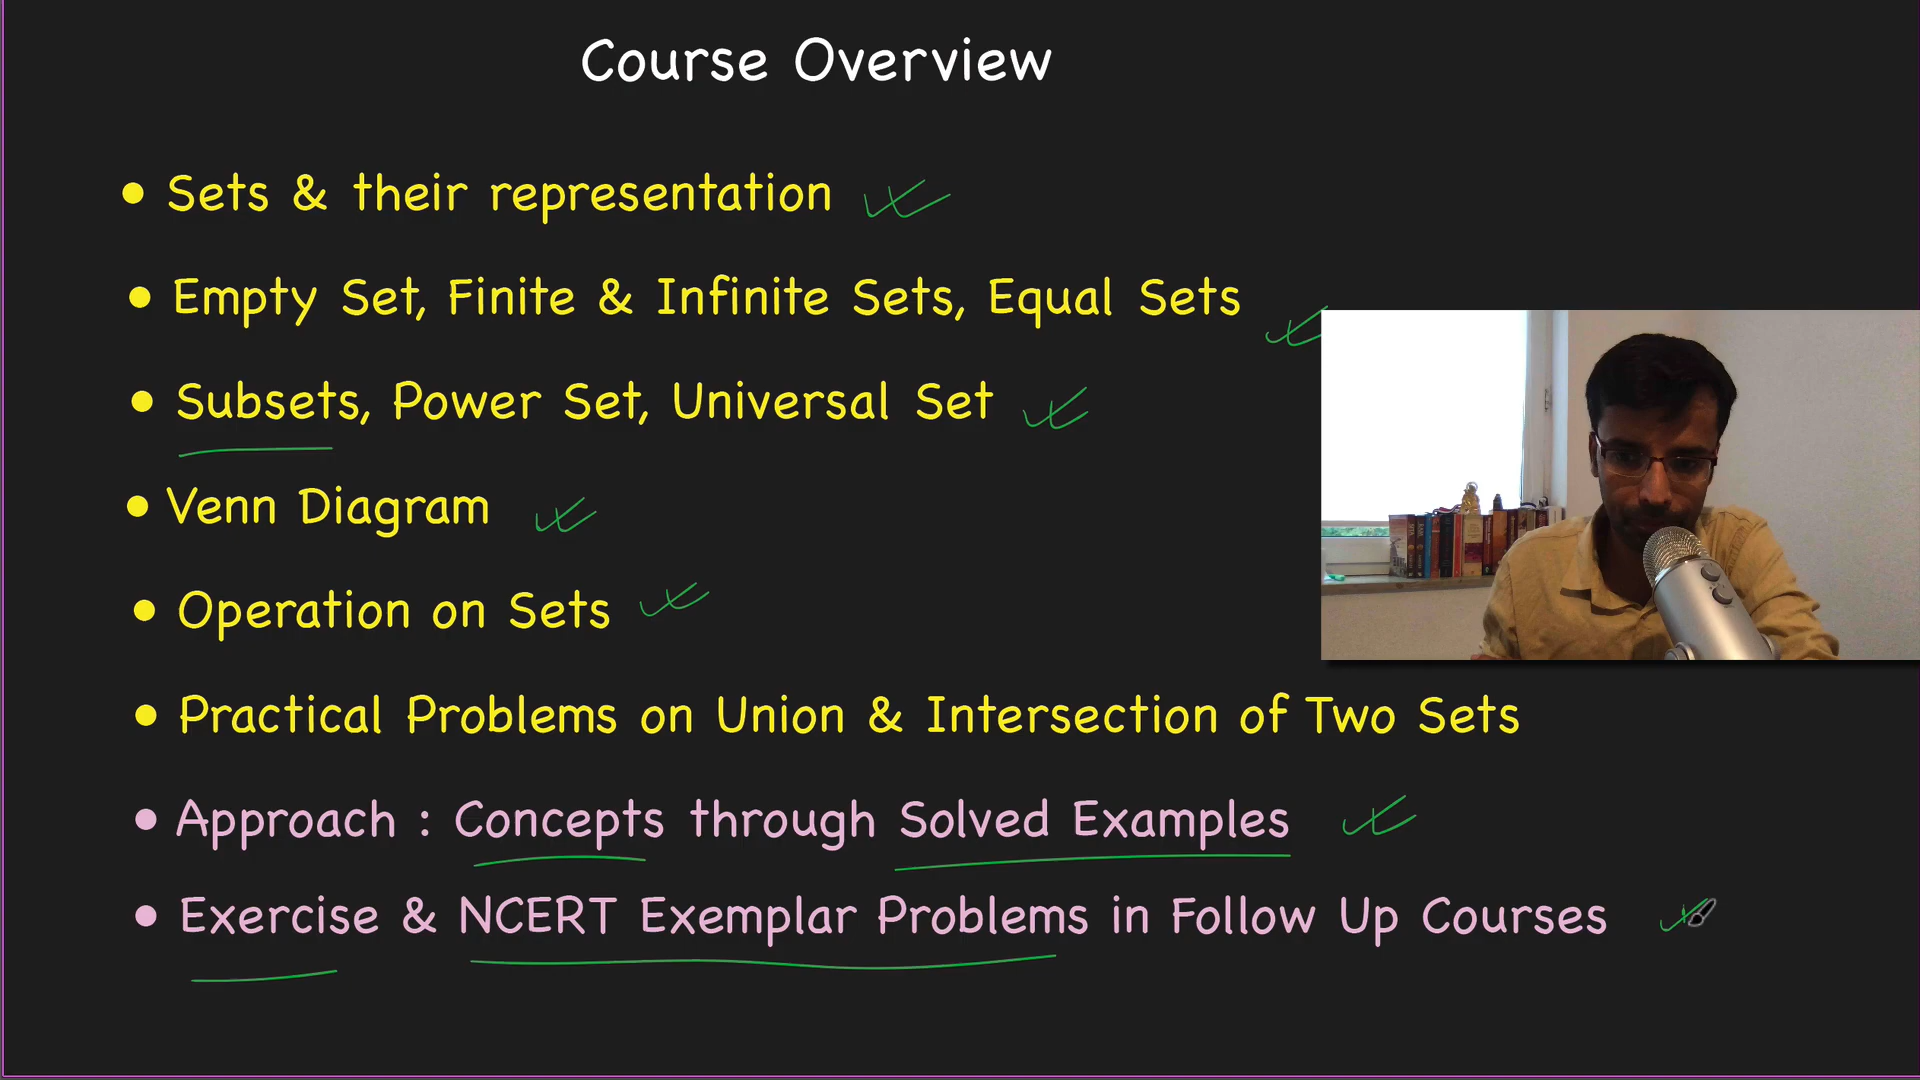 Course Overview
• Sets & their representation
• Empty Set, Finite & Infinite Sets, Equal Sets
• Subsets, Power Set, Universal Set
• Venn Diagram
• Operation on Sets
• Practical Problems on Union & Intersection of Two Sets
• Approach : Concepts through Solved Examples
• Exercise & NCERT Exemplar Problems in Follow Up Courses